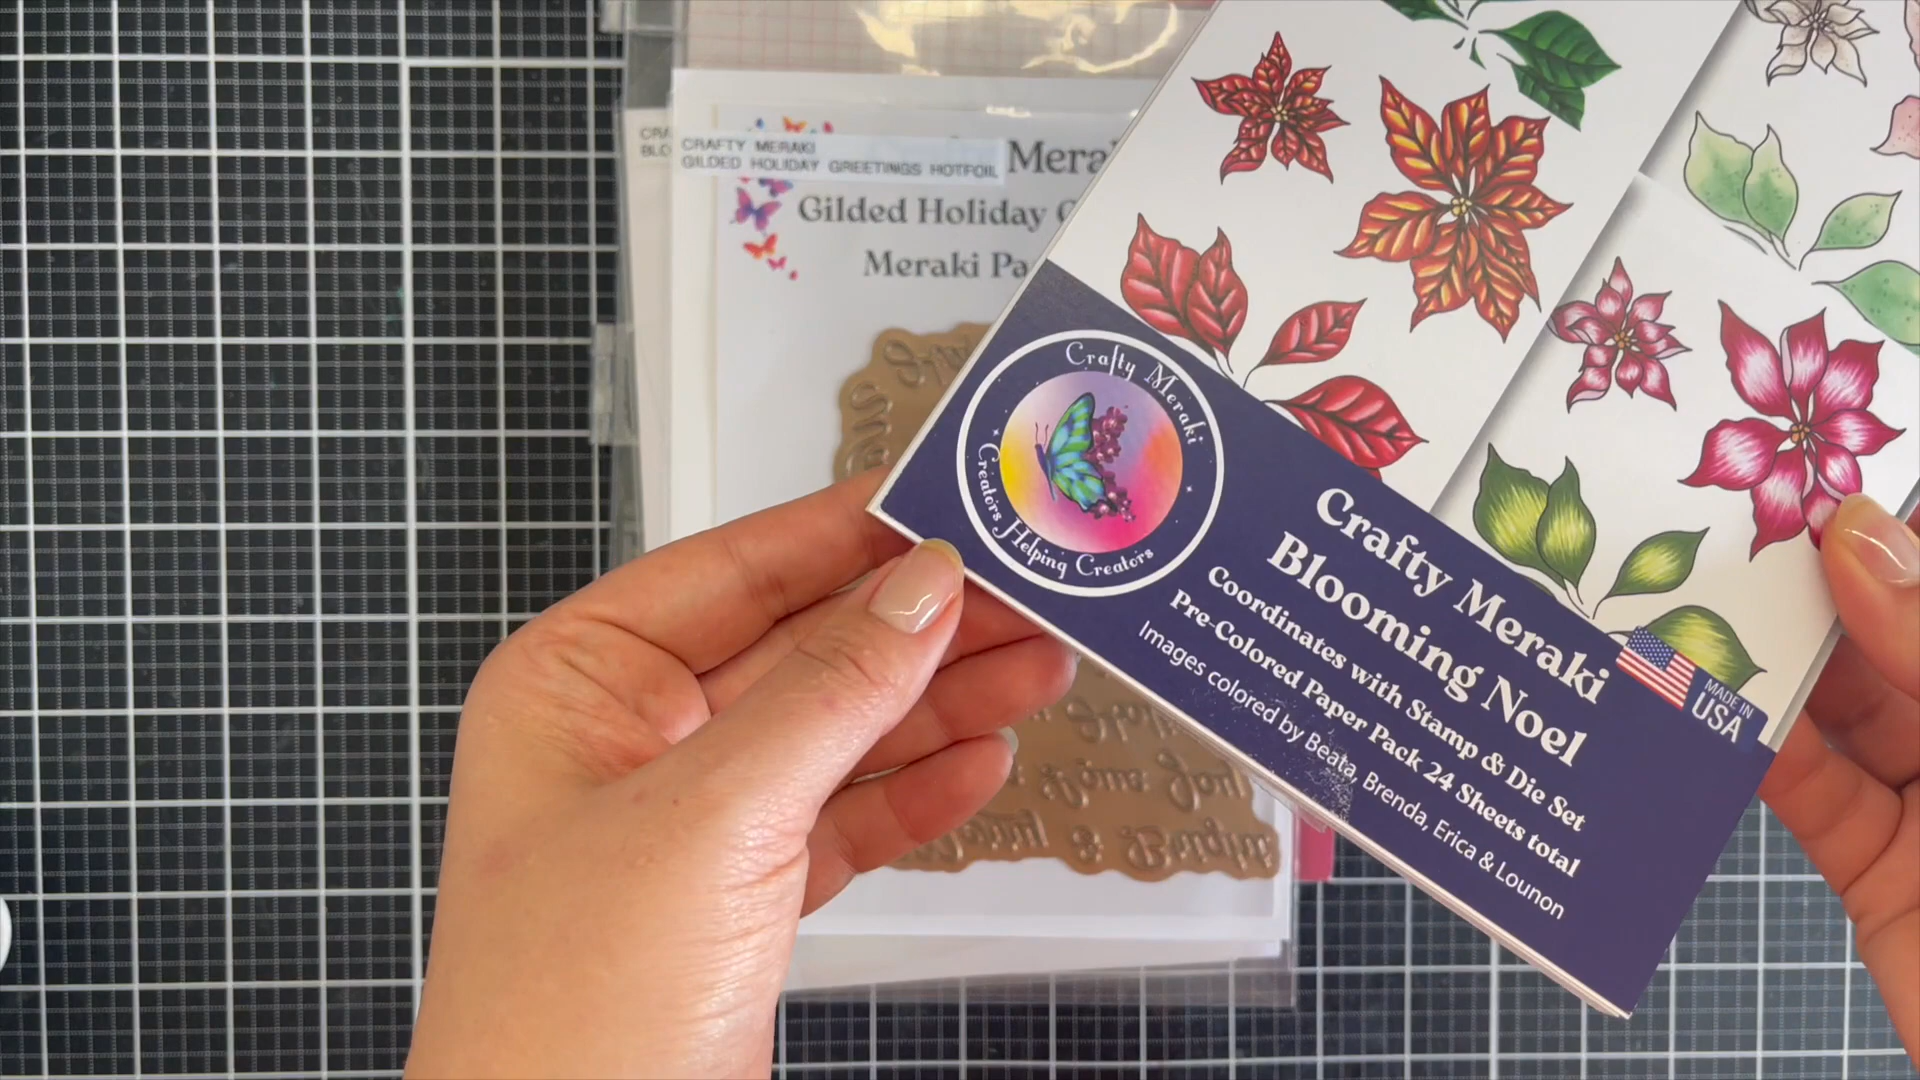 CRAFTY MERAKI
GILDED HOLIDAY GREETINGS HOTFOIL
Gilded Holiday
Meraki
Crafty Meraki
Creators Helping Creators
Crafty Meraki
Blooming Noel
Coordinates with Stamp & Die Set
Pre-Colored Paper Pack 24 Sheets total
Images colored by Beata, Brenda, Erica & Lounon
MADE IN
USA